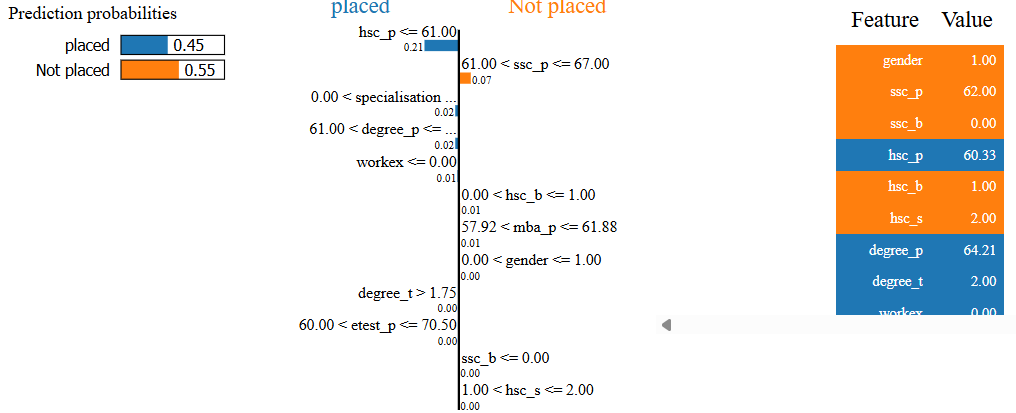 Prediction probabilities
placed 0.45
Not placed 0.55
placed Not placed
hsc_p <= 61.00
0.21
61.00 < ssc_p <= 67.00
0.07
0.00 < specialisation ...
0.02
61.00 < degree_p <= ...
0.02
workex <= 0.00
0.01
0.00 < hsc_b <= 1.00
0.01
57.92 < mba_p <= 61.88
0.01
0.00 < gender <= 1.00
0.00
degree_t > 1.75
0.00
60.00 < etest_p <= 70.50
0.00
ssc_b <= 0.00
0.00
1.00 < hsc_s <= 2.00
0.00
Feature Value
gender 1.00
ssc_p 62.00
ssc_b 0.00
hsc_p 60.33
hsc_b 1.00
hsc_s 2.00
degree_p 64.21
degree_t 2.00
workex 0.00